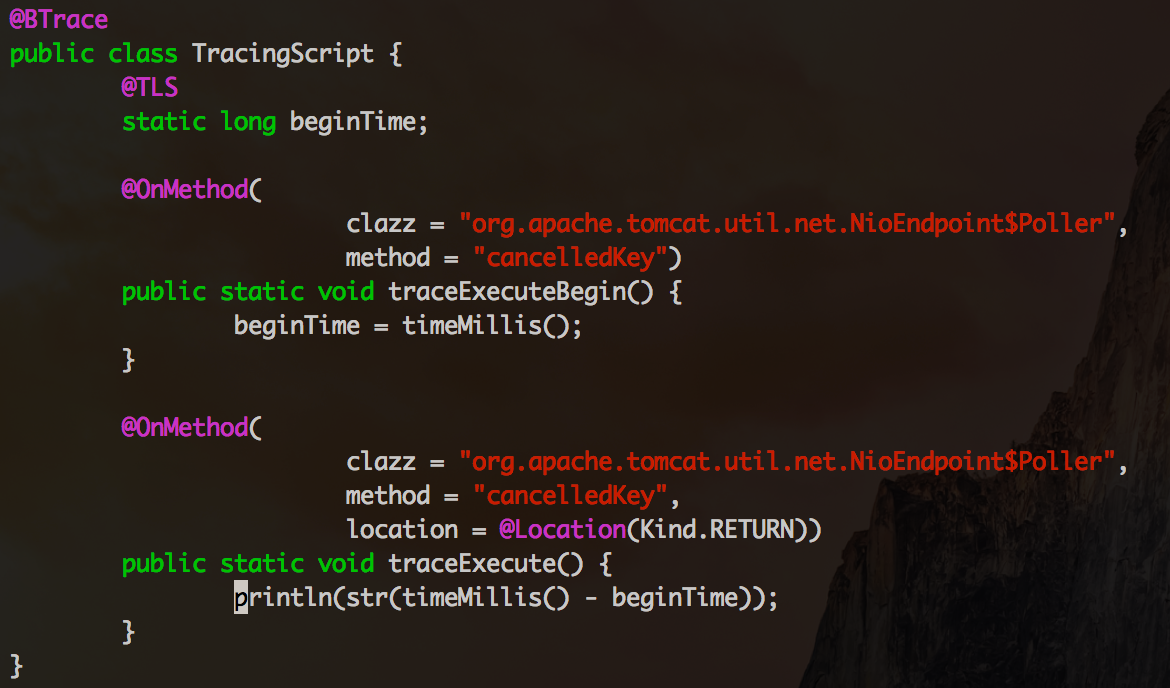 @BTrace
public class TracingScript {
        @TLS
        static long beginTime;

        @OnMethod(
                        clazz = "org.apache.tomcat.util.net.NioEndpoint$Poller",
                        method = "cancelledKey")
        public static void traceExecuteBegin() {
                beginTime = timeMillis();
        }

        @OnMethod(
                        clazz = "org.apache.tomcat.util.net.NioEndpoint$Poller",
                        method = "cancelledKey",
                        location = @Location(Kind.RETURN))
        public static void traceExecute() {
                println(str(timeMillis() - beginTime));
        }
}